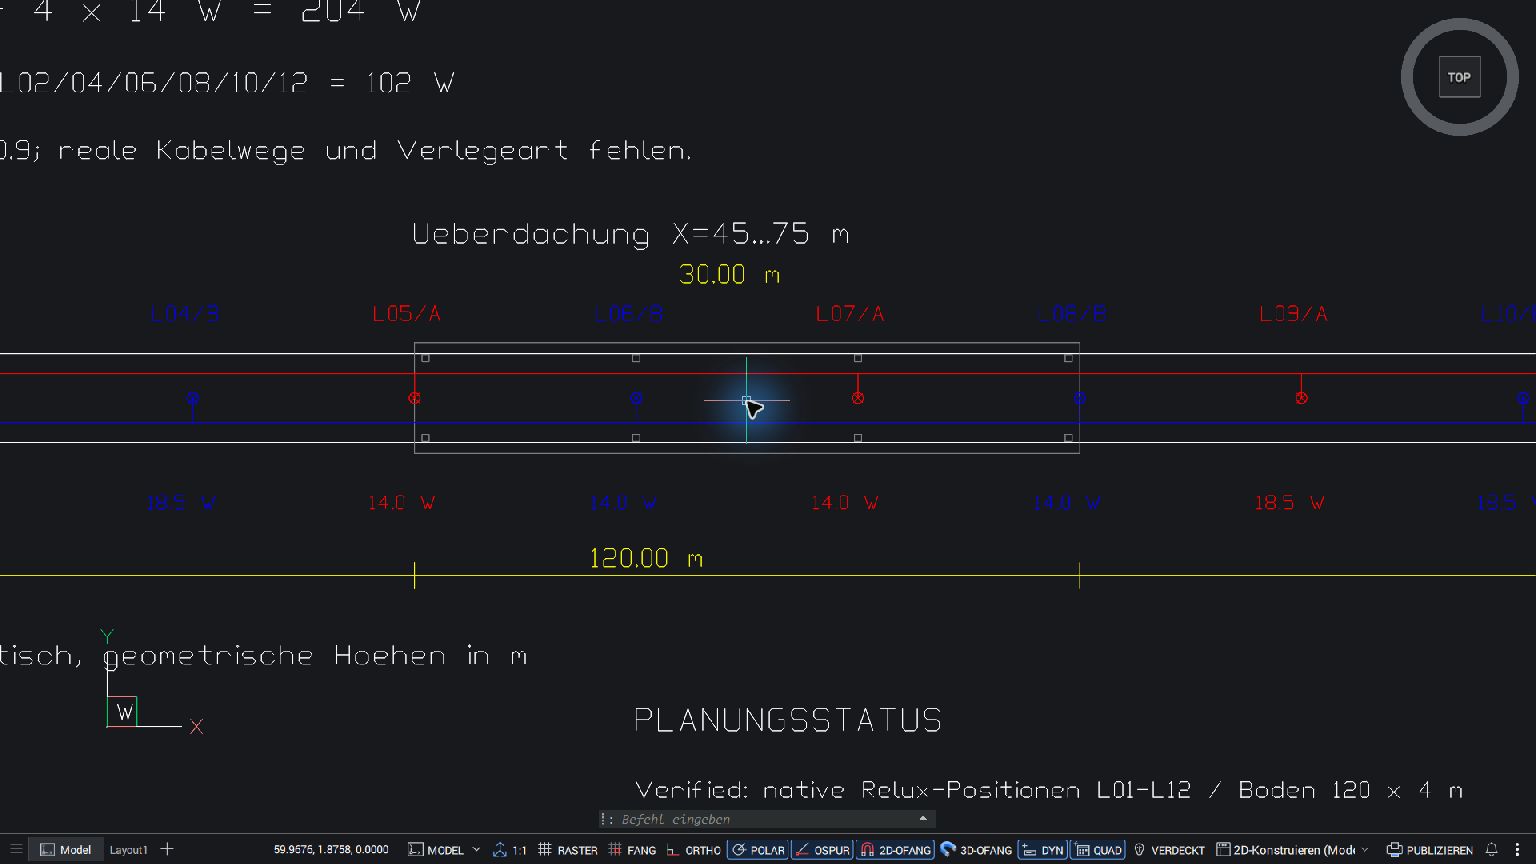 4 x 14 W = 204 W
L02/04/06/08/10/12 = 102 W
0.9; reale Kabelwege und Verlegeart fehlen.
TOP
Ueberdachung X=45...75 m
30.00 m
L04/B L05/A L06/B L07/A L08/B L09/A L10/
18.5 W 14.0 W 14.0 W 14.0 W 14.0 W 18.5 W 18.5
120.00 m
Y
tisch, geometrische Hoehen in m
W
X
PLANUNGSSTATUS
Verified: native Relux-Positionen L01-L12 / Boden 120 x 4 m
: Befehl eingeben
Model Layout1 + 59.9676, 1.8758, 0.0000 MODEL 1:1 RASTER FANG ORTHO POLAR OSPUR 2D-OFANG 3D-OFANG DYN QUAD VERDECKT 2D-Konstruieren (Mode PUBLIZIEREN